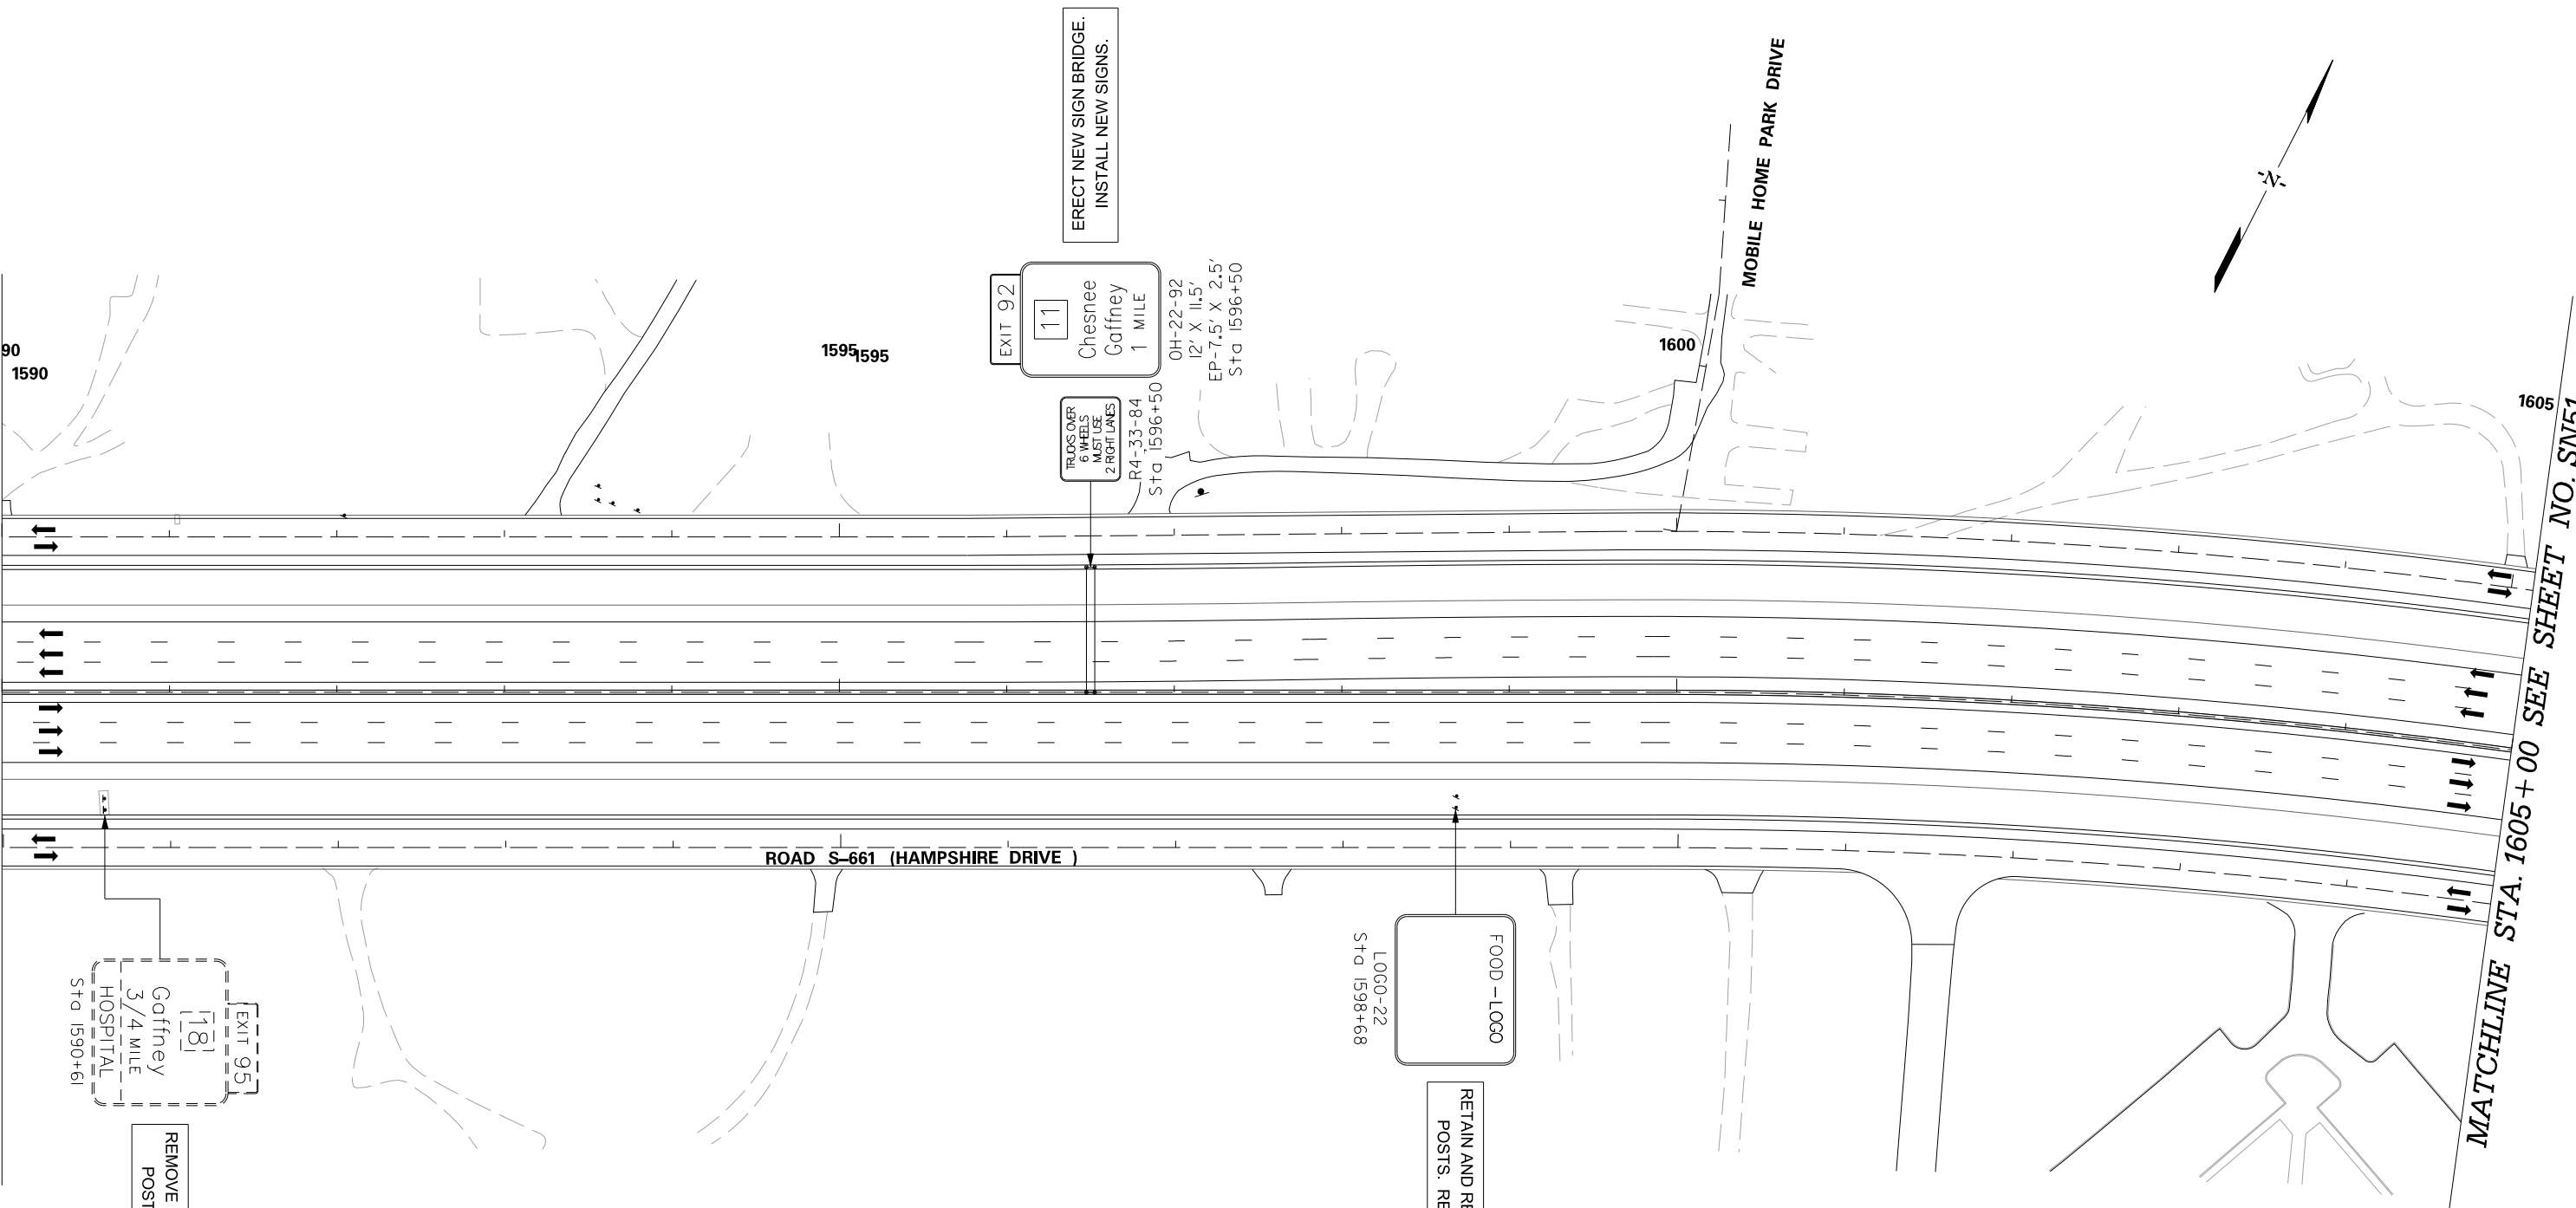 ERECT NEW SIGN BRIDGE.
INSTALL NEW SIGNS.
MOBILE HOME PARK DRIVE
-N-
EXIT 92
11
Chesnee
Gaffney
1 MILE
OH-22-92
12' X 11.5'
EP-7.5' X 2.5'
Sta 1596+50
TRUCKS OVER
6 WHEELS
MUST USE
2 RIGHT LANES
R4-33-84
Sta 1596+50
90
1590
1595
1595
1600
1605
MATCHLINE STA. 1605+00 SEE SHEET NO. SN51
ROAD S-661 (HAMPSHIRE DRIVE )
EXIT 95
18
Gaffney
3/4 MILE
HOSPITAL
Sta 1590+61
REMOVE
POST
FOOD -LOGO
LOGO-22
Sta 1598+68
RETAIN AND RE
POSTS. RE